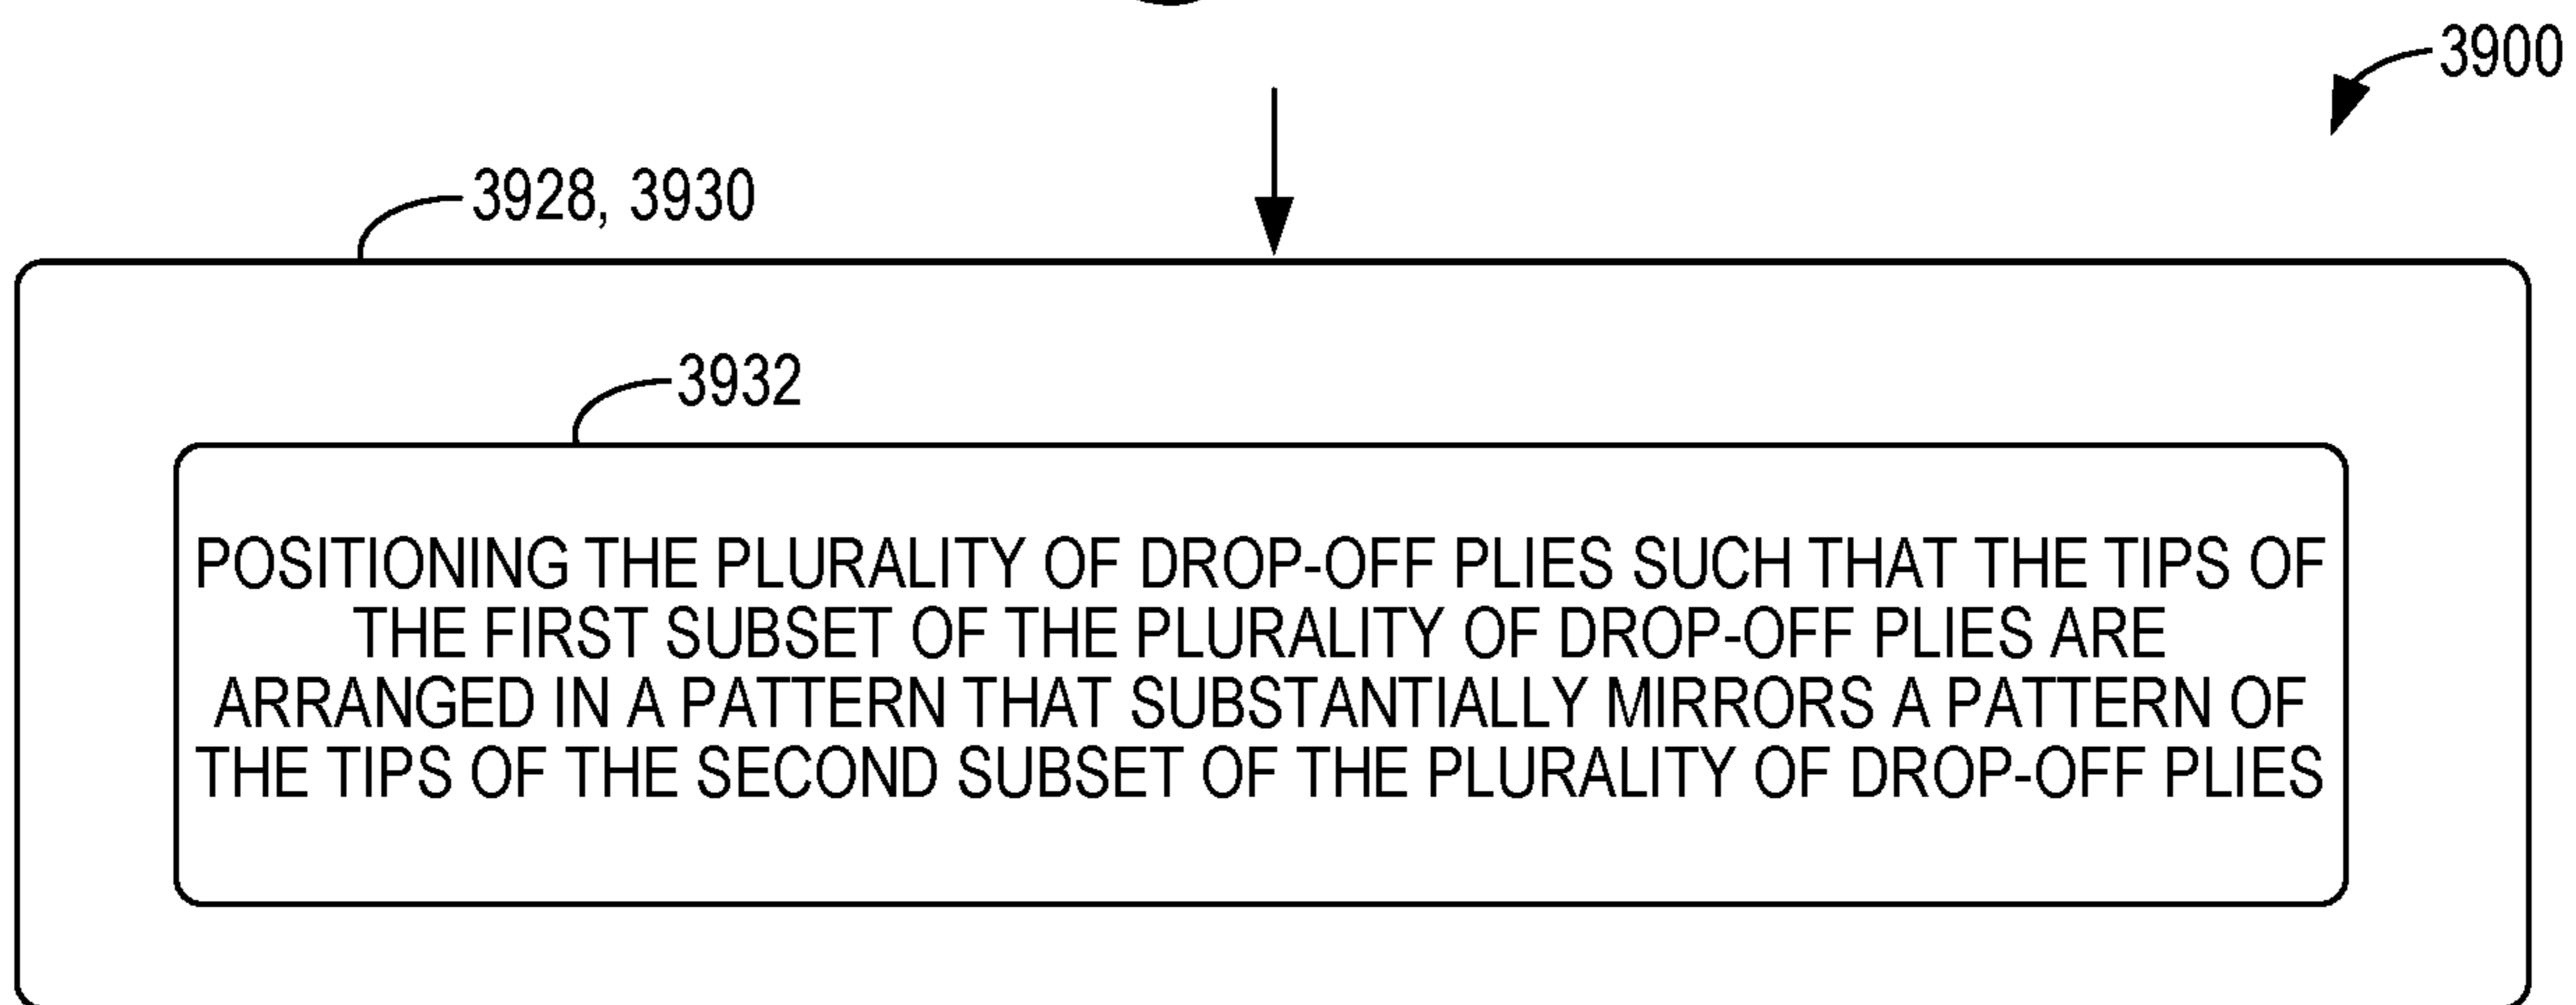 3900
3928, 3930
3932
POSITIONING THE PLURALITY OF DROP-OFF PLIES SUCH THAT THE TIPS OF
THE FIRST SUBSET OF THE PLURALITY OF DROP-OFF PLIES ARE
ARRANGED IN A PATTERN THAT SUBSTANTIALLY MIRRORS A PATTERN OF
THE TIPS OF THE SECOND SUBSET OF THE PLURALITY OF DROP-OFF PLIES